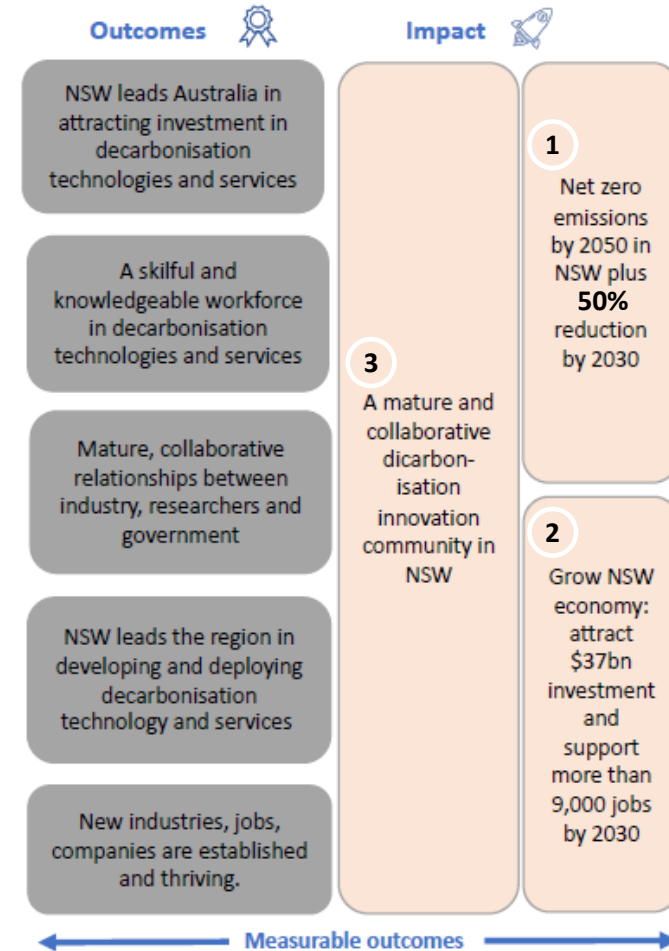 Outcomes
Impact
NSW leads Australia in
attracting investment in
decarbonisation
technologies and services
A skilful and
knowledgeable workforce
in decarbonisation
technologies and services
Mature, collaborative
relationships between
industry, researchers and
government
NSW leads the region in
developing and deploying
decarbonisation
technology and services
New industries, jobs,
companies are established
and thriving.
3
A mature and
collaborative
dicarbon-
isation
innovation
community in
NSW
1
Net zero
emissions
by 2050 in
NSW plus
50%
reduction
by 2030
2
Grow NSW
economy:
attract
$37bn
investment
and
support
more than
9,000 jobs
by 2030
Measurable outcomes